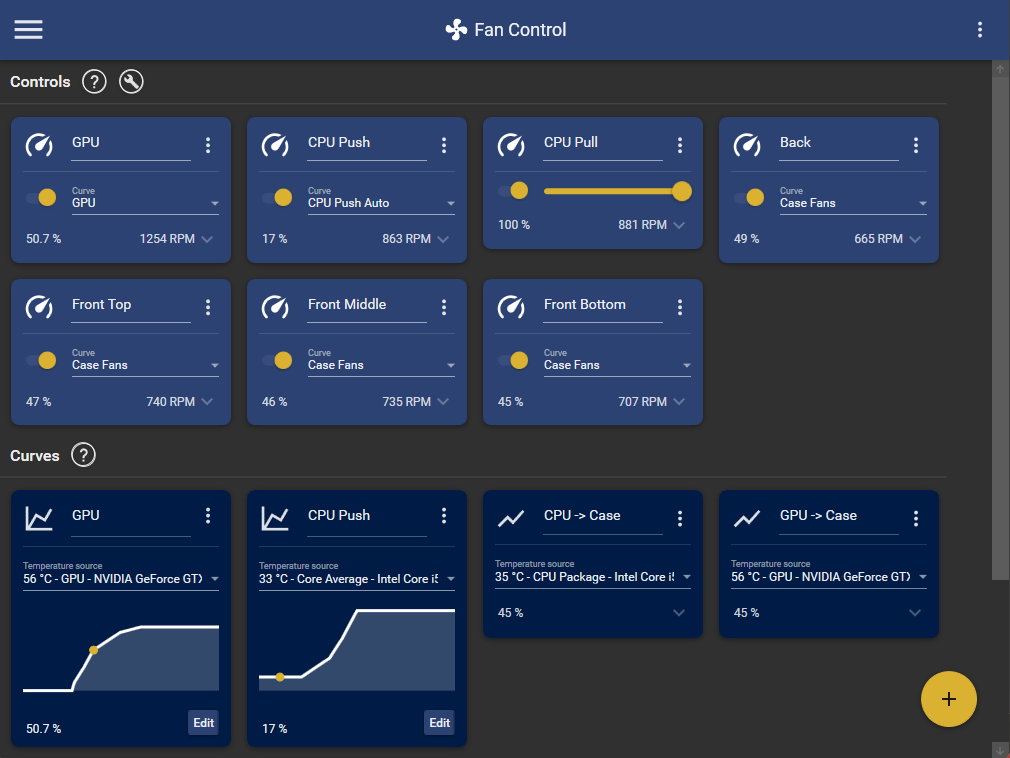 Fan Control
Controls ?
GPU
Curve
GPU
50.7 % 1254 RPM
CPU Push
Curve
CPU Push Auto
17 % 863 RPM
CPU Pull
100 % 881 RPM
Back
Curve
Case Fans
49 % 665 RPM
Front Top
Curve
Case Fans
47 % 740 RPM
Front Middle
Curve
Case Fans
46 % 735 RPM
Front Bottom
Curve
Case Fans
45 % 707 RPM
Curves ?
GPU
Temperature source
56 °C - GPU - NVIDIA GeForce GTX
50.7 % Edit
CPU Push
Temperature source
33 °C - Core Average - Intel Core i5
17 % Edit
CPU -> Case
Temperature source
35 °C - CPU Package - Intel Core i
45 %
GPU -> Case
Temperature source
56 °C - GPU - NVIDIA GeForce GTX
45 %
+